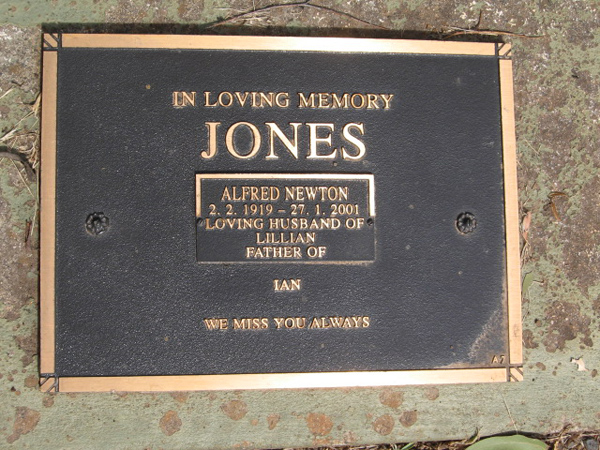 IN LOVING MEMORY
JONES
ALFRED NEWTON
2. 2. 1919 – 27. 1. 2001
LOVING HUSBAND OF
LILLIAN
FATHER OF
IAN
WE MISS YOU ALWAYS